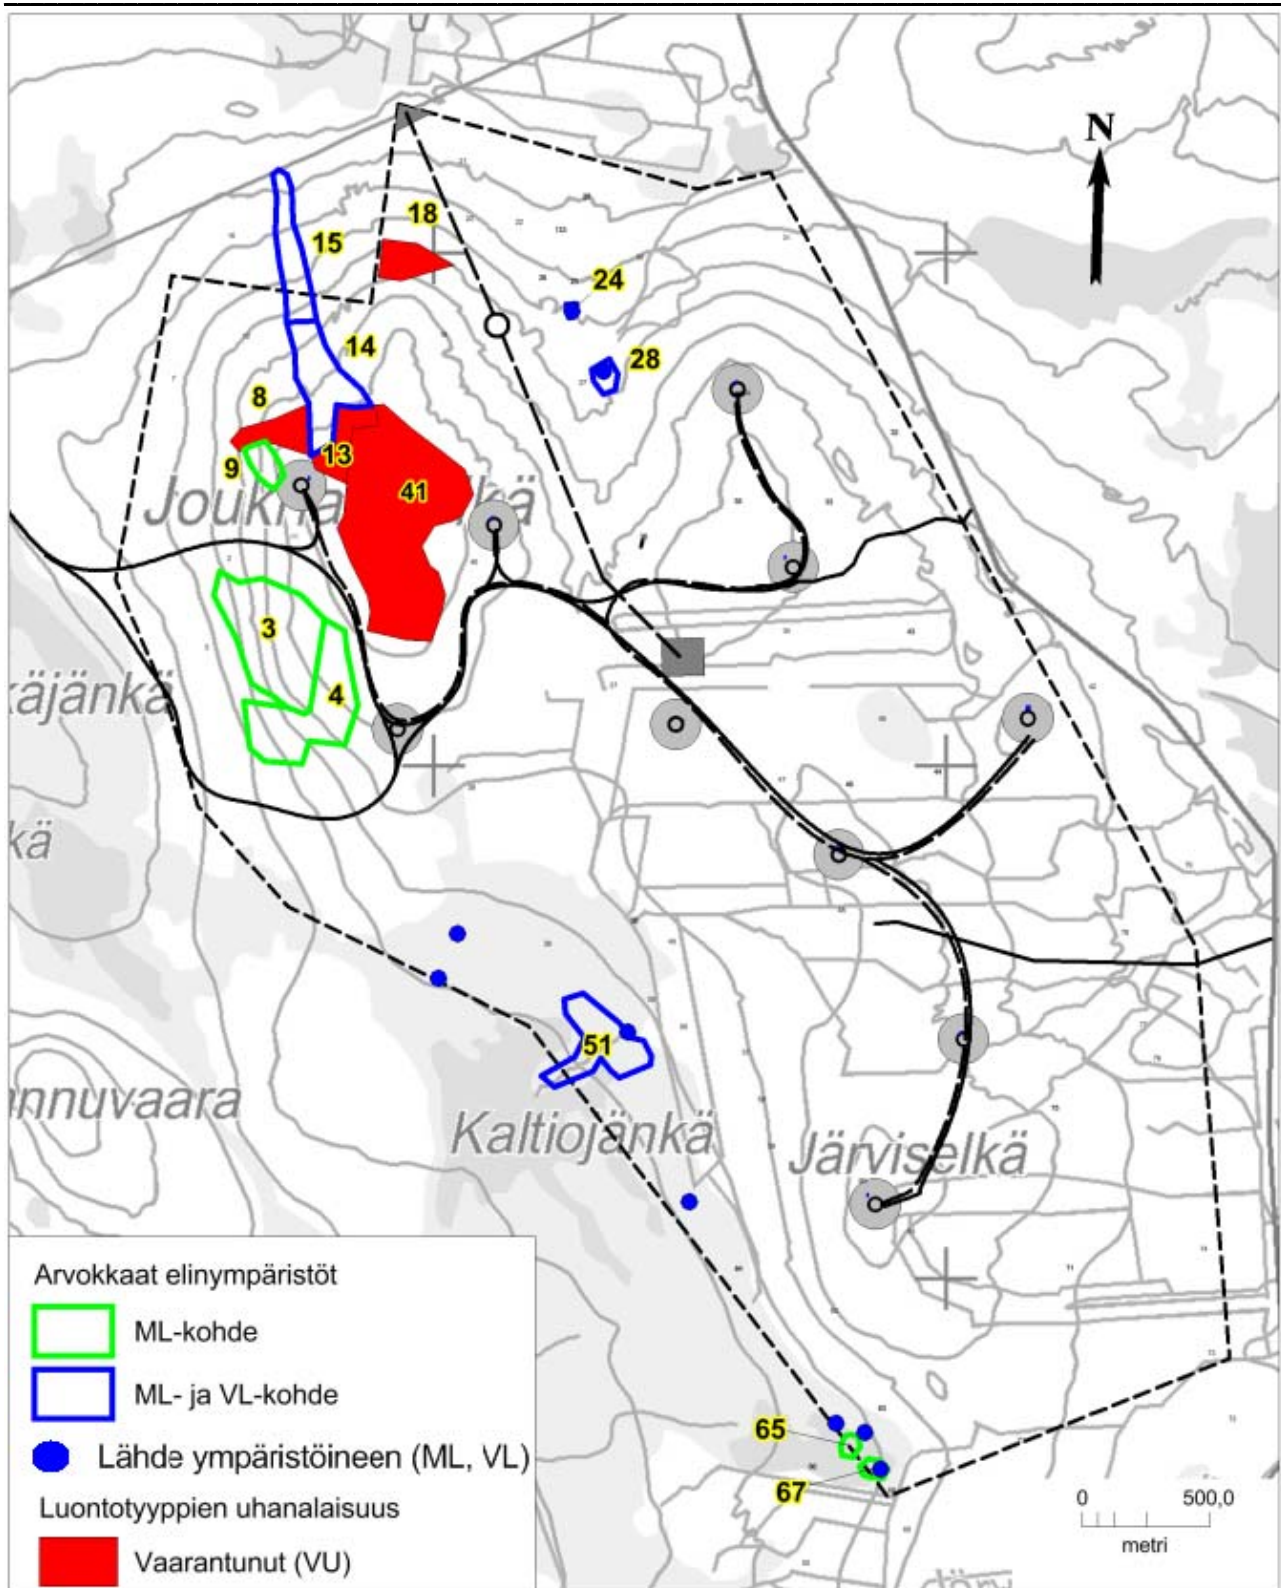 N
18
15
24
14
28
8
9
13
41
3
4
käjänkä
kä
51
nnuvaara
Kaltiojänkä
Järviselkä
65
67
Arvokkaat elinympäristöt
ML-kohde
ML- ja VL-kohde
Lähde ympäristöineen (ML, VL)
Luontotyyppien uhanalaisuus
Vaarantunut (VU)
0 500,0
metri